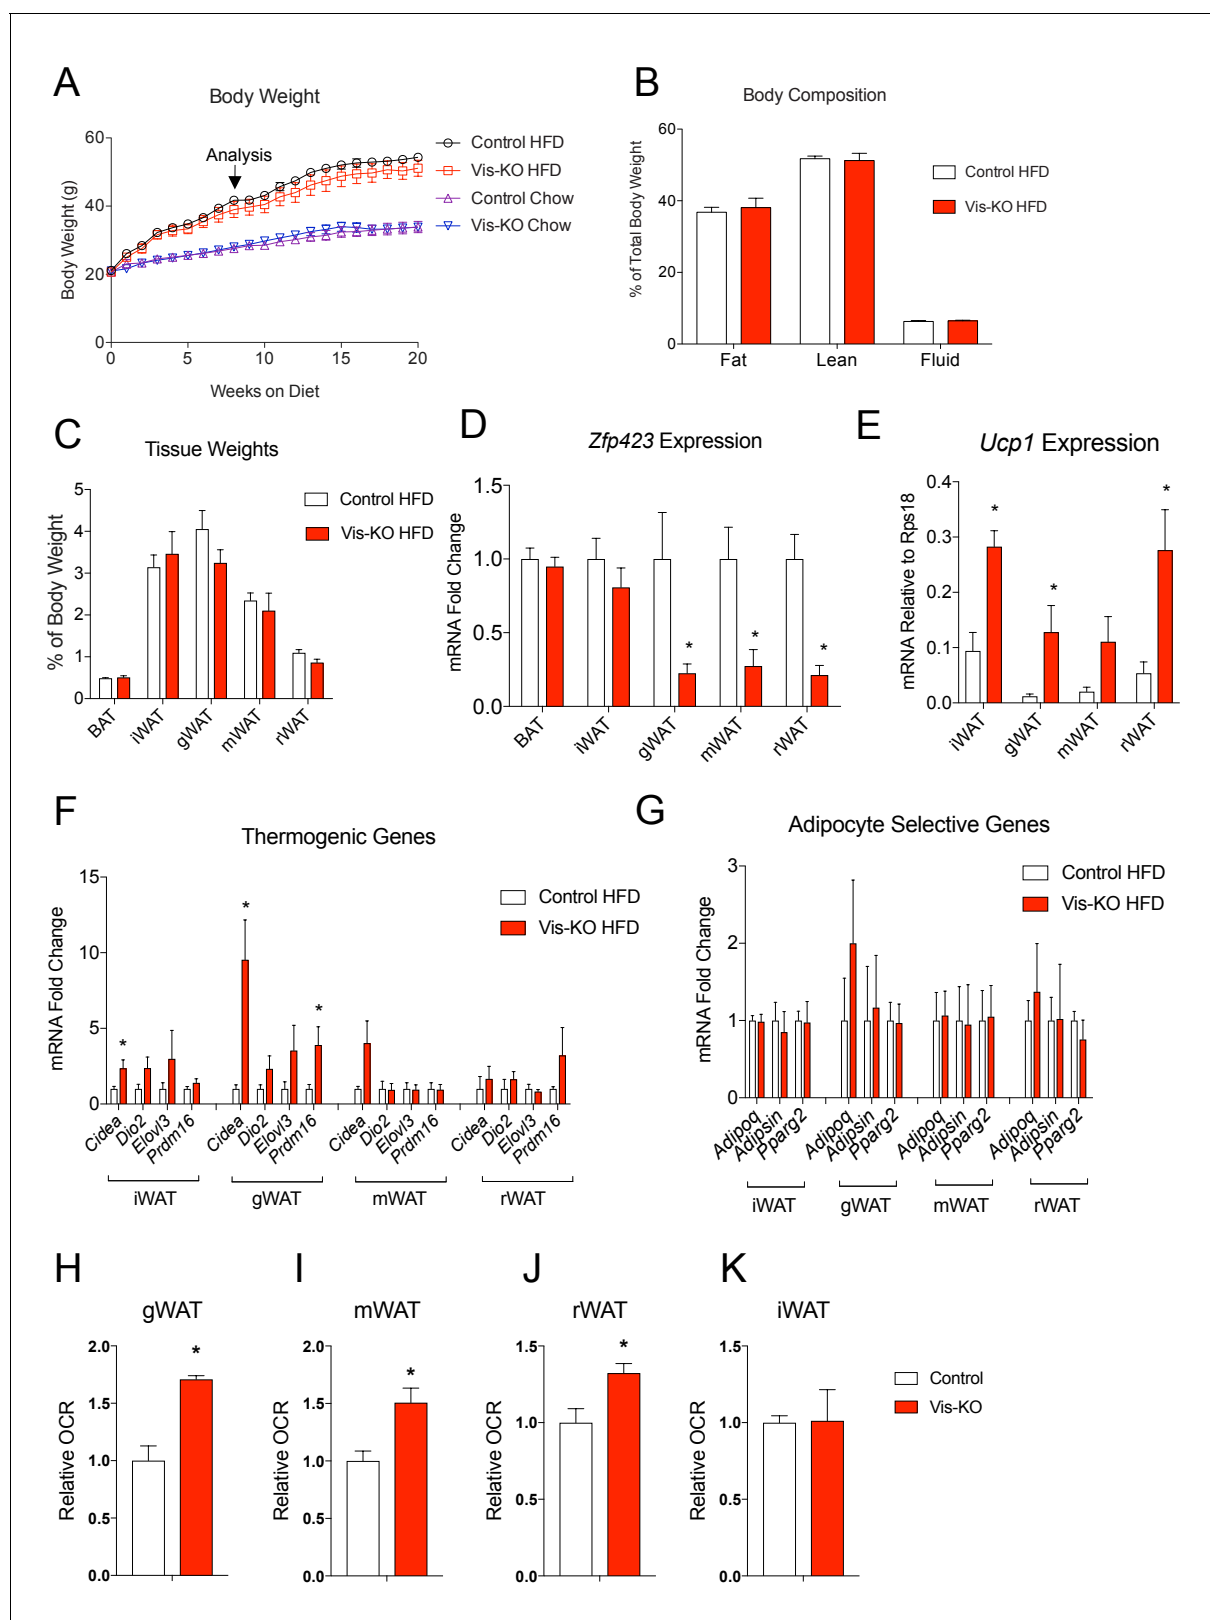 A
Body Weight
Body Weight (g)
60
40
20
0
Analysis
0 5 10 15 20
Weeks on Diet
Control HFD
Vis-KO HFD
Control Chow
Vis-KO Chow
B
Body Composition
% of Total Body Weight
60
40
20
0
Fat Lean Fluid
Control HFD
Vis-KO HFD
C
Tissue Weights
% of Body Weight
5
4
3
2
1
0
BAT iWAT gWAT mWAT rWAT
Control HFD
Vis-KO HFD
D
Zfp423 Expression
mRNA Fold Change
1.5
1.0
0.5
0.0
* * *
BAT iWAT gWAT mWAT rWAT
E
Ucp1 Expression
mRNA Relative to Rps18
0.4
0.3
0.2
0.1
0.0
* * *
iWAT gWAT mWAT rWAT
F
Thermogenic Genes
mRNA Fold Change
15
10
5
0
* * *
Control HFD
Vis-KO HFD
Cidea Dio2 Elovl3 Prdm16 Cidea Dio2 Elovl3 Prdm16 Cidea Dio2 Elovl3 Prdm16 Cidea Dio2 Elovl3 Prdm16
iWAT gWAT mWAT rWAT
G
Adipocyte Selective Genes
mRNA Fold Change
3
2
1
0
Control HFD
Vis-KO HFD
Adipoq Adipsin Pparg2 Adipoq Adipsin Pparg2 Adipoq Adipsin Pparg2 Adipoq Adipsin Pparg2
iWAT gWAT mWAT rWAT
H
gWAT
Relative OCR
2.0
1.5
1.0
0.5
0.0
*
I
mWAT
Relative OCR
2.0
1.5
1.0
0.5
0.0
*
J
rWAT
Relative OCR
1.5
1.0
0.5
0.0
*
K
iWAT
Relative OCR
1.5
1.0
0.5
0.0
Control
Vis-KO